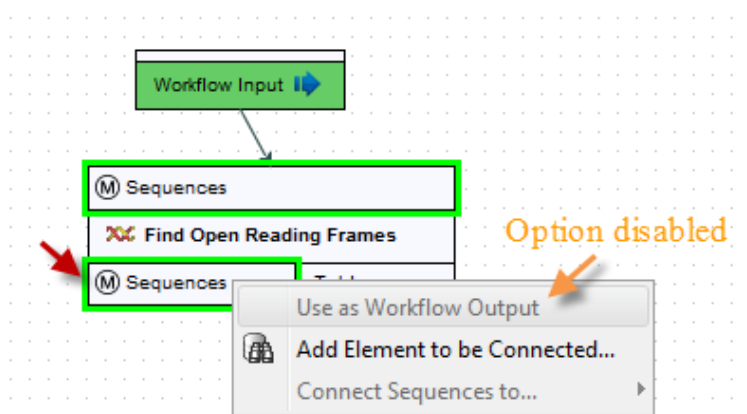 Workflow Input
M Sequences
Find Open Reading Frames
Option disabled
M Sequences
Use as Workflow Output
Add Element to be Connected...
Connect Sequences to...